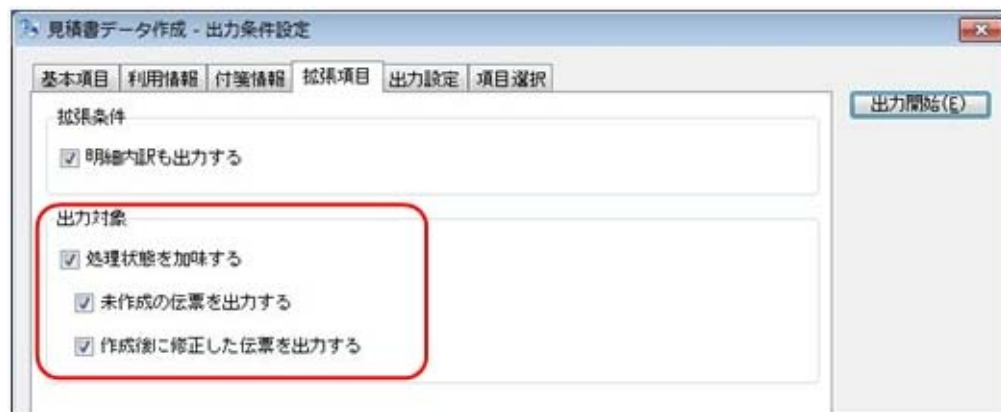 見積書データ作成 - 出力条件設定
基本項目 利用情報 付箋情報 拡張項目 出力設定 項目選択
出力開始(E)
拡張条件
明細内訳も出力する
出力対象
処理状態を加味する
未作成の伝票を出力する
作成後に修正した伝票を出力する